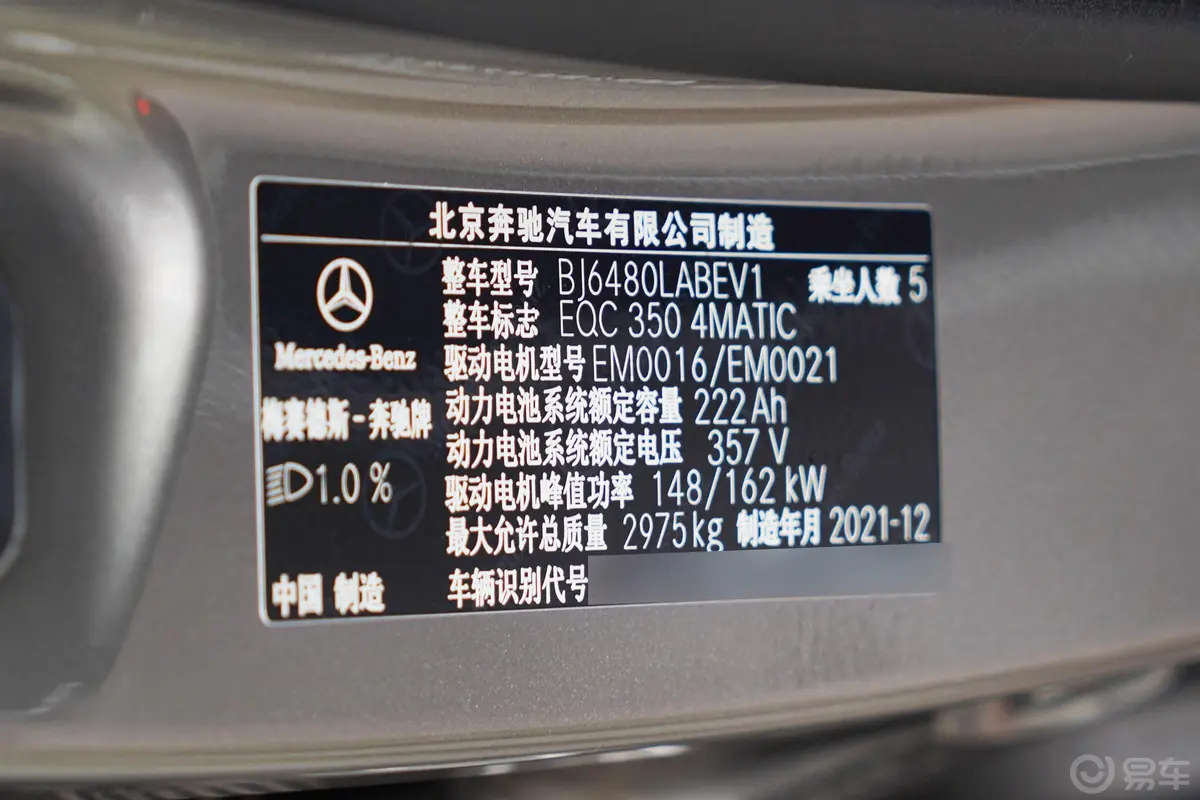 北京奔驰汽车有限公司制造
整车型号 BJ6480LABEV1 乘坐人数 5
整车标志 EQC 350 4MATIC
Mercedes-Benz
驱动电机型号 EM0016/EM0021
梅赛德斯-奔驰牌
动力电池系统额定容量 222Ah
动力电池系统额定电压 357 V
1.0%
驱动电机峰值功率 148/162 kW
最大允许总质量 2975kg 制造年月 2021-12
中国 制造
车辆识别代号
易车